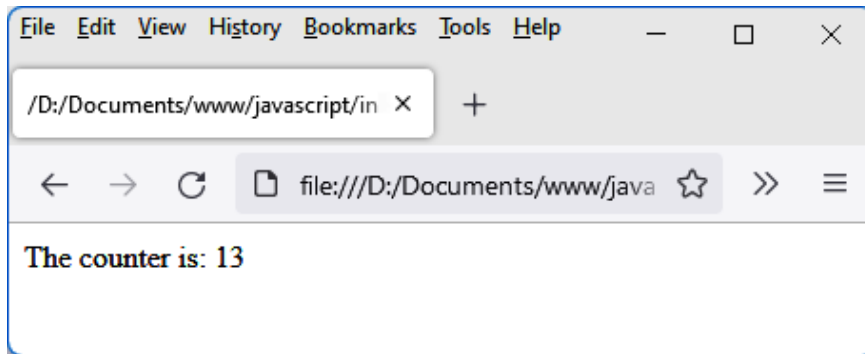 File Edit View History Bookmarks Tools Help
/D:/Documents/www/javascript/in
file:///D:/Documents/www/java
The counter is: 13